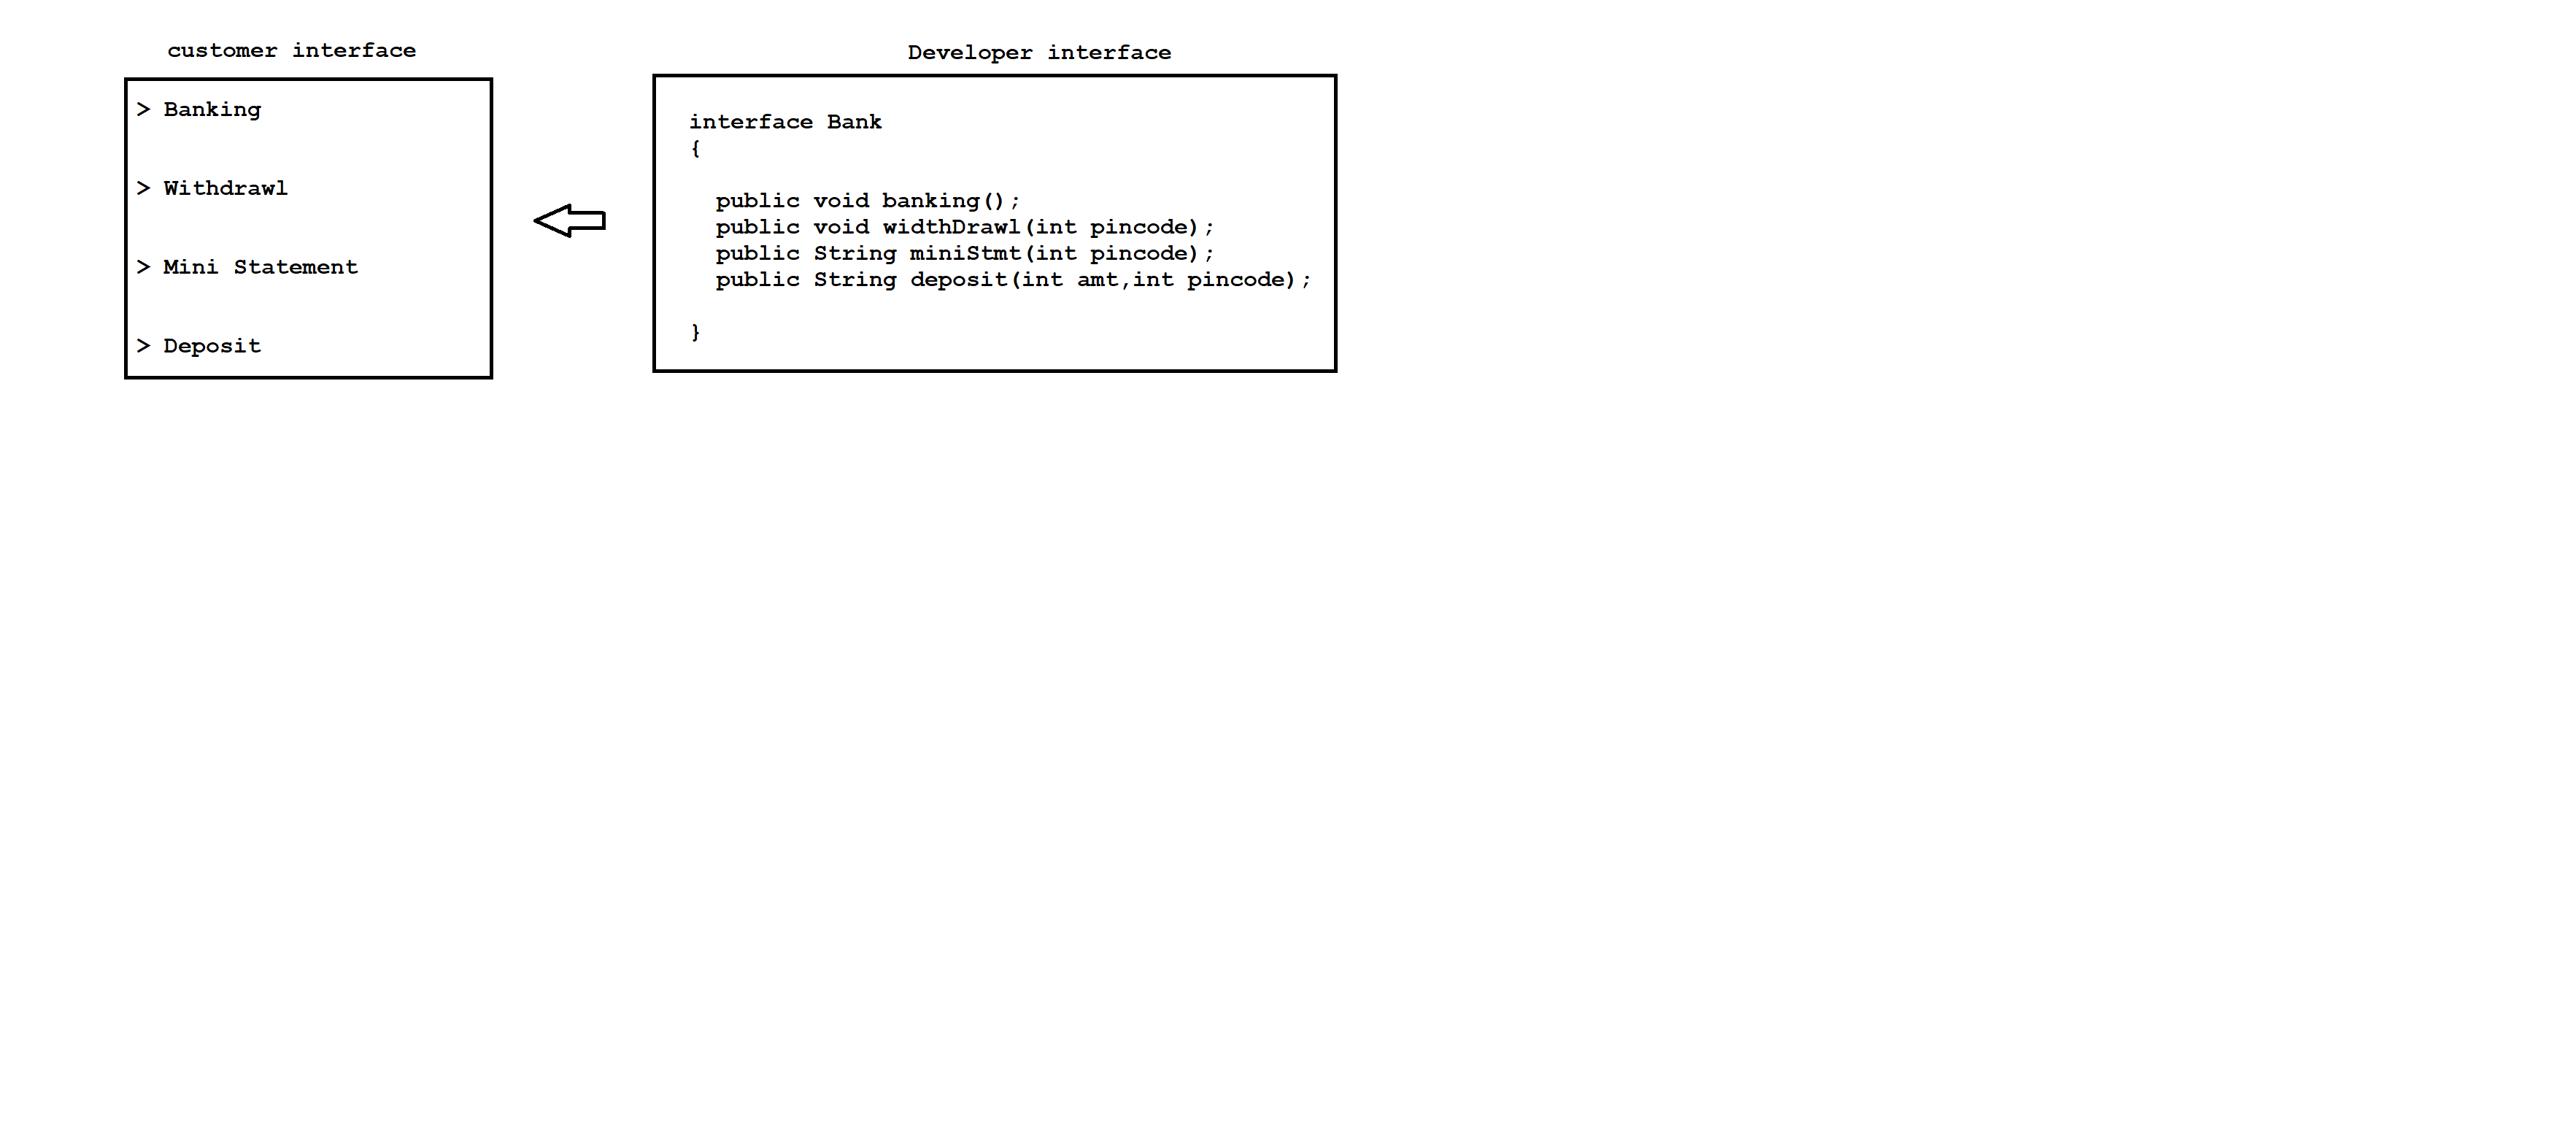 customer interface
> Banking
> Withdrawl
> Mini Statement
> Deposit
Developer interface
interface Bank
{
public void banking();
public void widthDrawl(int pincode);
public String miniStmt(int pincode);
public String deposit(int amt,int pincode);
}